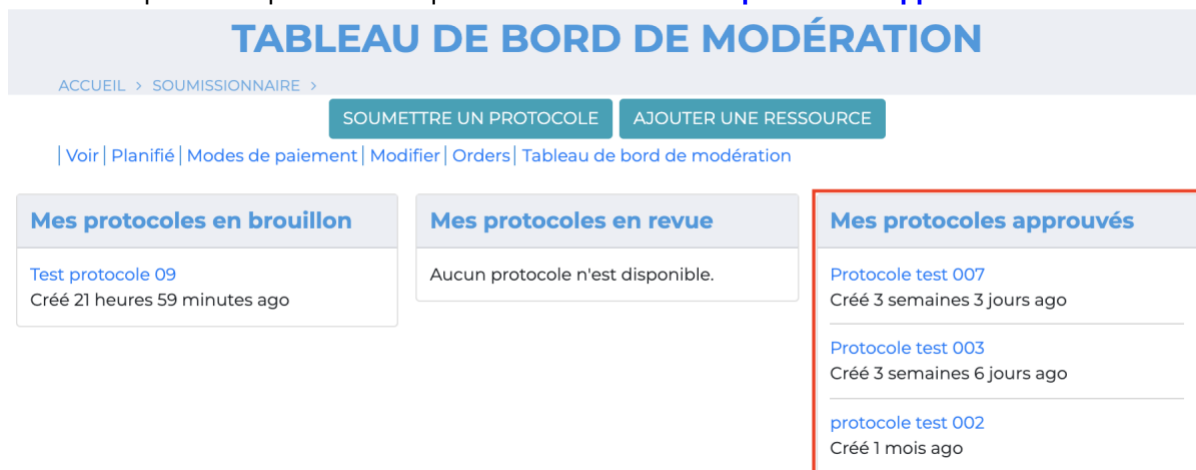 TABLEAU DE BORD DE MODÉRATION
ACCUEIL > SOUMISSIONNAIRE >
SOUMETTRE UN PROTOCOLE AJOUTER UNE RESSOURCE
| Voir | Planifié | Modes de paiement | Modifier | Orders | Tableau de bord de modération
Mes protocoles en brouillon
Test protocole 09
Créé 21 heures 59 minutes ago
Mes protocoles en revue
Aucun protocole n'est disponible.
Mes protocoles approuvés
Protocole test 007
Créé 3 semaines 3 jours ago
Protocole test 003
Créé 3 semaines 6 jours ago
protocole test 002
Créé 1 mois ago